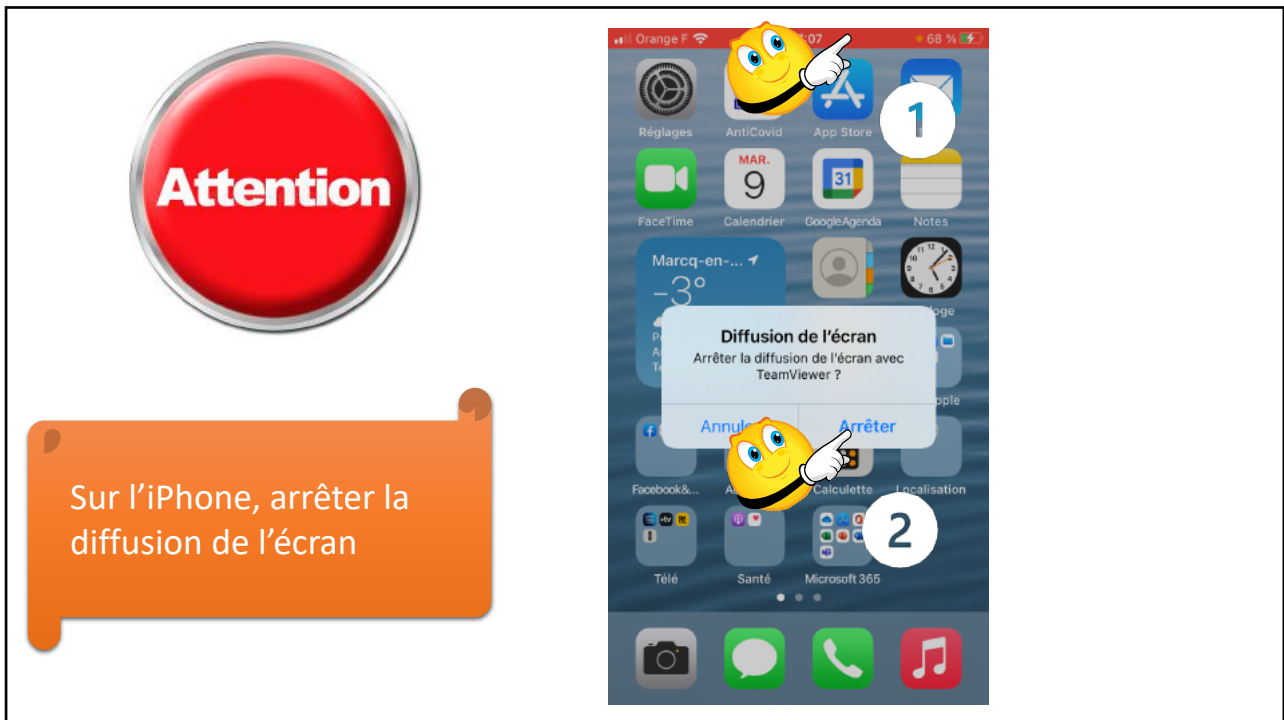 Attention
Sur l’iPhone, arrêter la
diffusion de l’écran
Orange F
:07
68 %
1
Réglages
AntiCovid
App Store
MAR.
9
31
FaceTime
Calendrier
GoogleAgenda
Notes
Marcq-en-...
-3°
Diffusion de l’écran
Arrêter la diffusion de l'écran avec
TeamViewer ?
Arrêter
Facebook&...
Calculette
Localisation
2
Télé
Santé
Microsoft 365